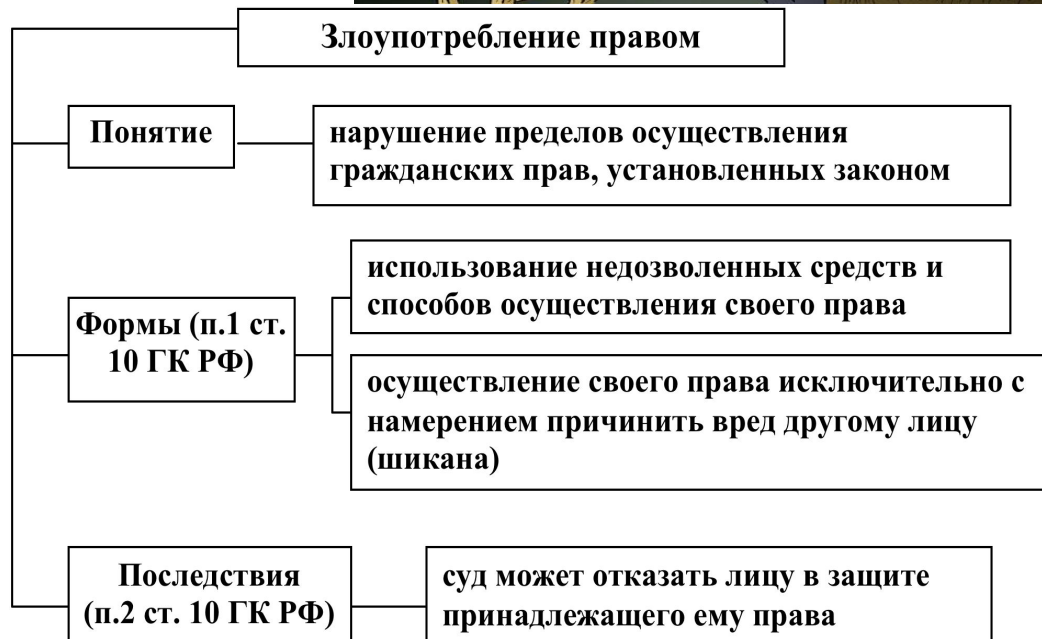 Злоупотребление правом
Понятие
нарушение пределов осуществления
гражданских прав, установленных законом
Формы (п.1 ст.
10 ГК РФ)
использование недозволенных средств и
способов осуществления своего права
осуществление своего права исключительно с
намерением причинить вред другому лицу
(шикана)
Последствия
(п.2 ст. 10 ГК РФ)
суд может отказать лицу в защите
принадлежащего ему права